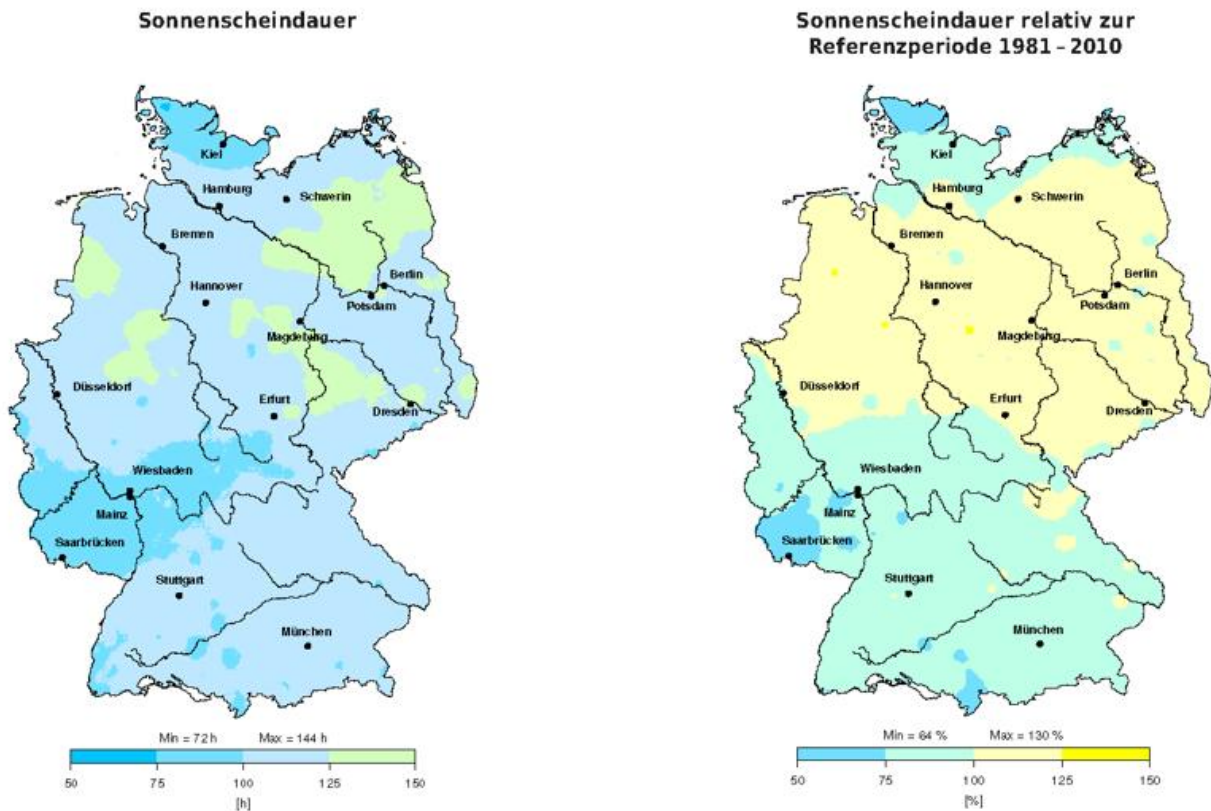 Sonnenscheindauer
Kiel
Hamburg
Schwerin
Bremen
Berlin
Hannover
Potsdam
Magdeburg
Düsseldorf
Erfurt
Dresden
Wiesbaden
Mainz
Saarbrücken
Stuttgart
München
Min = 72 h Max = 144 h
50 75 100 125 150
[h]
Sonnenscheindauer relativ zur
Referenzperiode 1981 – 2010
Kiel
Hamburg
Schwerin
Bremen
Berlin
Hannover
Potsdam
Magdeburg
Düsseldorf
Erfurt
Dresden
Wiesbaden
Mainz
Saarbrücken
Stuttgart
München
Min = 64 % Max = 130 %
50 75 100 125 150
[%]